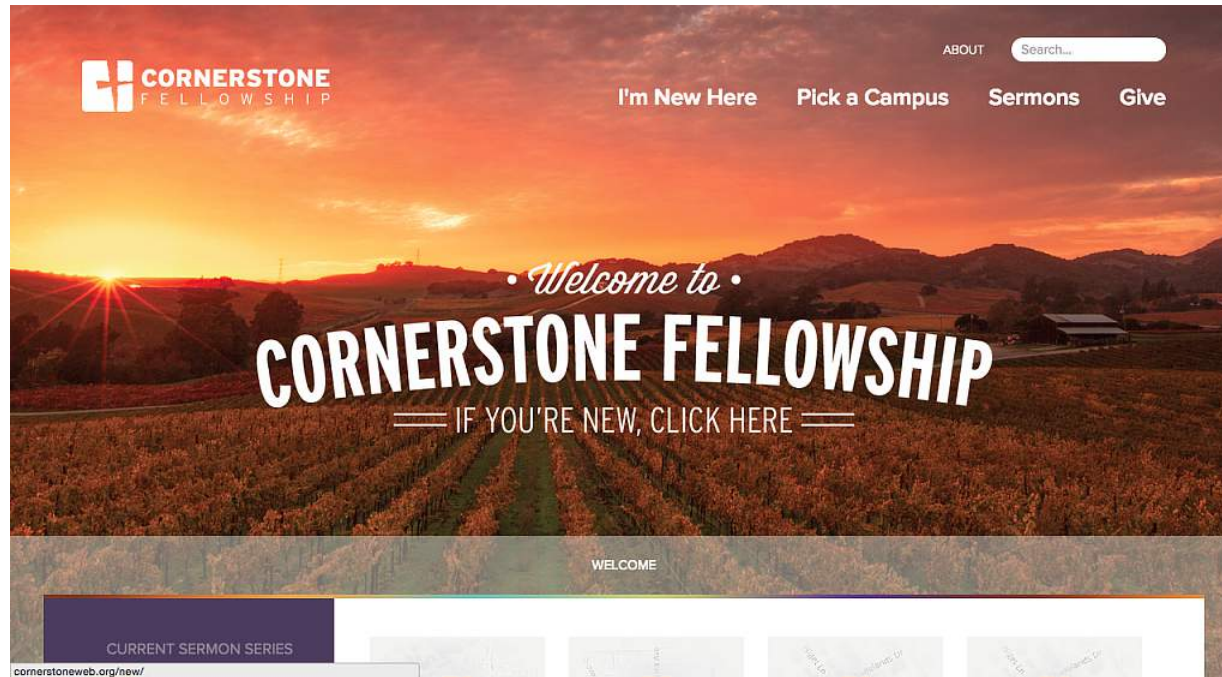 CORNERSTONE
FELLOWSHIP
ABOUT
Search...
I'm New Here Pick a Campus Sermons Give
• Welcome to •
CORNERSTONE FELLOWSHIP
IF YOU'RE NEW, CLICK HERE
WELCOME
CURRENT SERMON SERIES
cornerstoneweb.org/new/